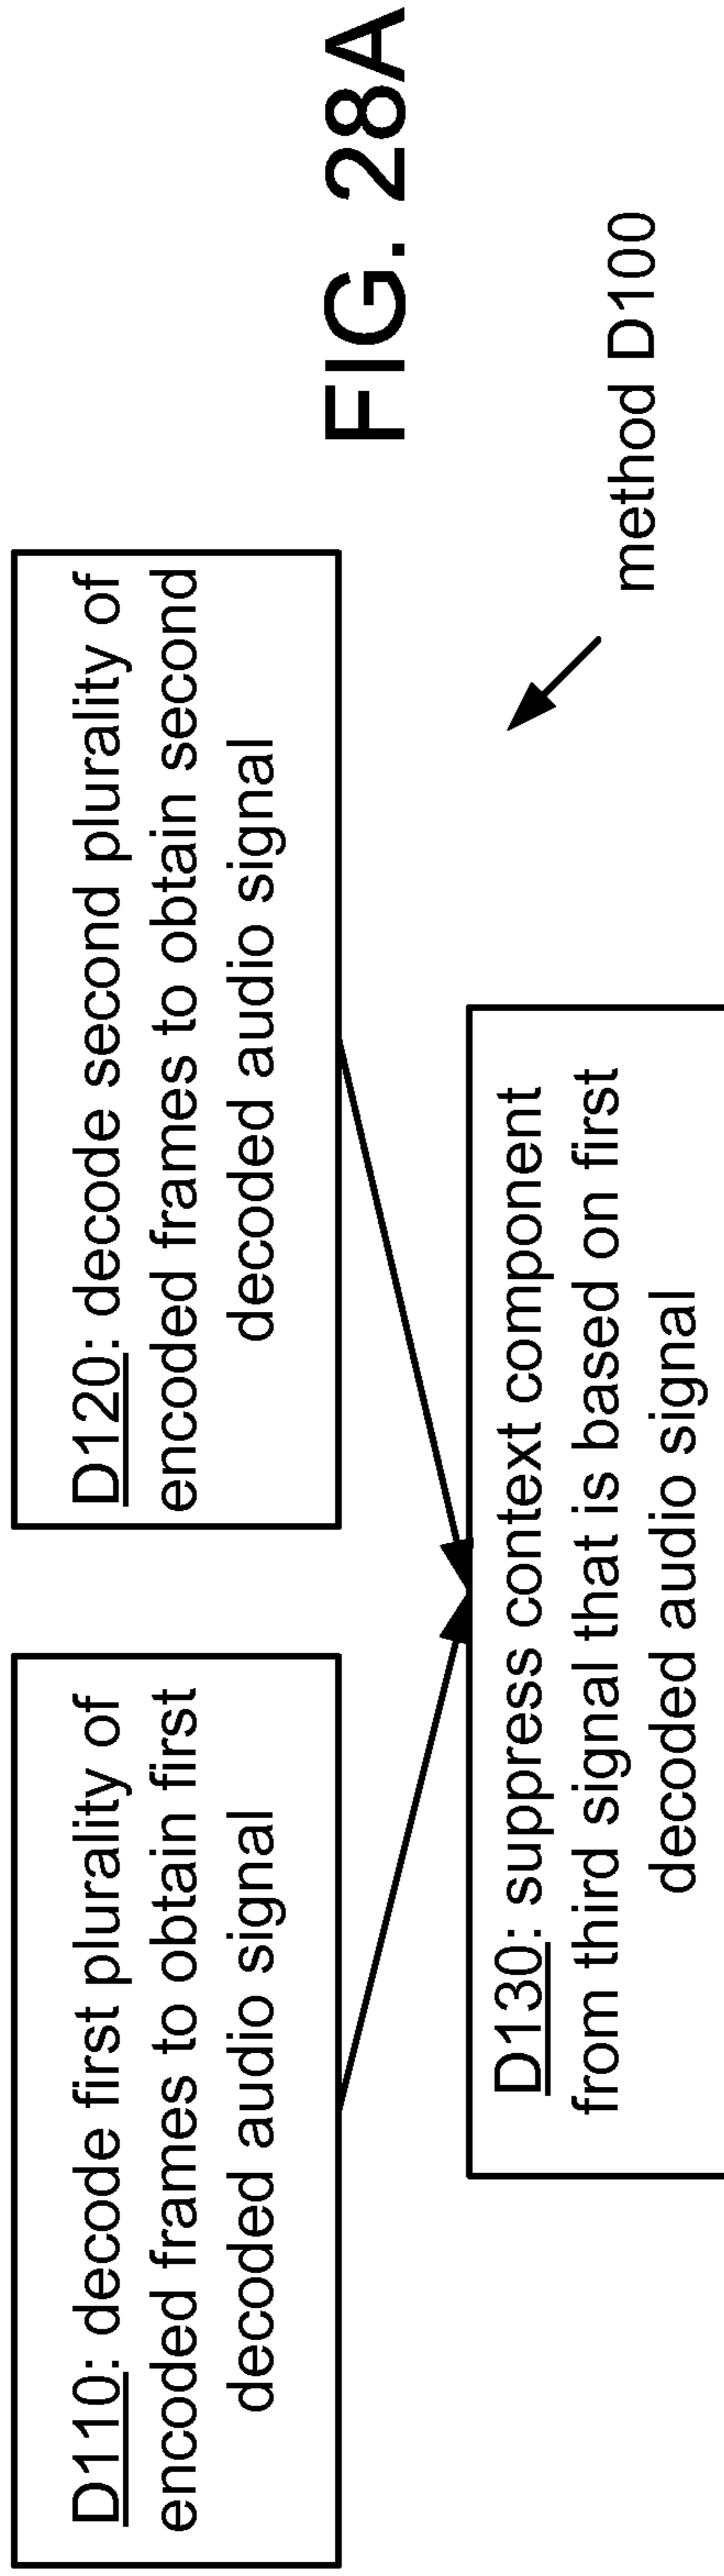 D110: decode first plurality of
encoded frames to obtain first
decoded audio signal
D120: decode second plurality of
encoded frames to obtain second
decoded audio signal
D130: suppress context component
from third signal that is based on first
decoded audio signal
FIG. 28A
method D100